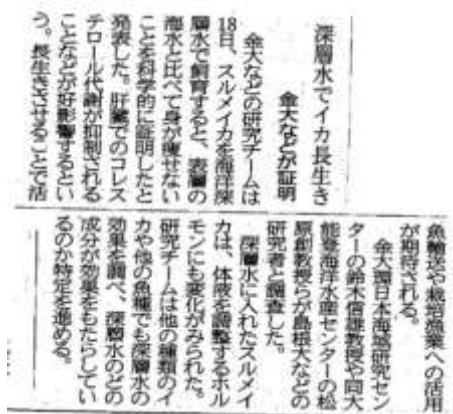 深層水でイカ長生き
金大などが証明
金大などの研究チームは
18日、スルメイカを海洋深
層水で飼育すると、表層の
海水と比べて身が痩せない
ことを科学的に証明したと
発表した。肝臓でのコレス
テロール代謝が抑制される
ことなどが好影響するとい
う。長生きさせることで活
魚輸送や栽培漁業への活用
が期待される。
金大環日本海域研究セン
ターの鈴木信雄教授や同大
能登海洋水産センターの松
原創教授らが島根大などの
研究者と調査した。
深層水に入れたスルメイ
カは、体液を調整するホル
モンにも変化がみられた。
研究チームは他の種類のイ
カや他の魚種でも深層水の
効果を調べ、深層水のどの
成分が効果をもたらしてい
るのか特定を進める。